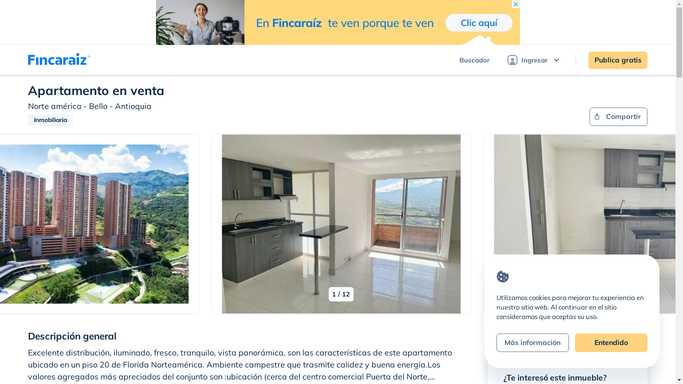 En Fincaraíz te ven porque te ven
Clic aquí
Fincaraiz
Buscador
Ingresar
Publica gratis
Apartamento en venta
Norte américa - Bello - Antioquia
Inmobiliaria
Compartir
1 / 12
Utilizamos cookies para mejorar tu experiencia en
nuestro sitio web. Al continuar en el sitio
consideramos que aceptas su uso.
Más información
Entendido
Descripción general
Excelente distribución, iluminado, fresco, tranquilo, vista panorámica, son las características de este apartamento
ubicado en un piso 20 de Florida Norteamérica. Ambiente campestre que trasmite calidez y buena energía.Los
valores agregados más apreciados del conjunto son :ubicación (cerca del centro comercial Puerta del Norte,...
¿Te interesó este inmueble?